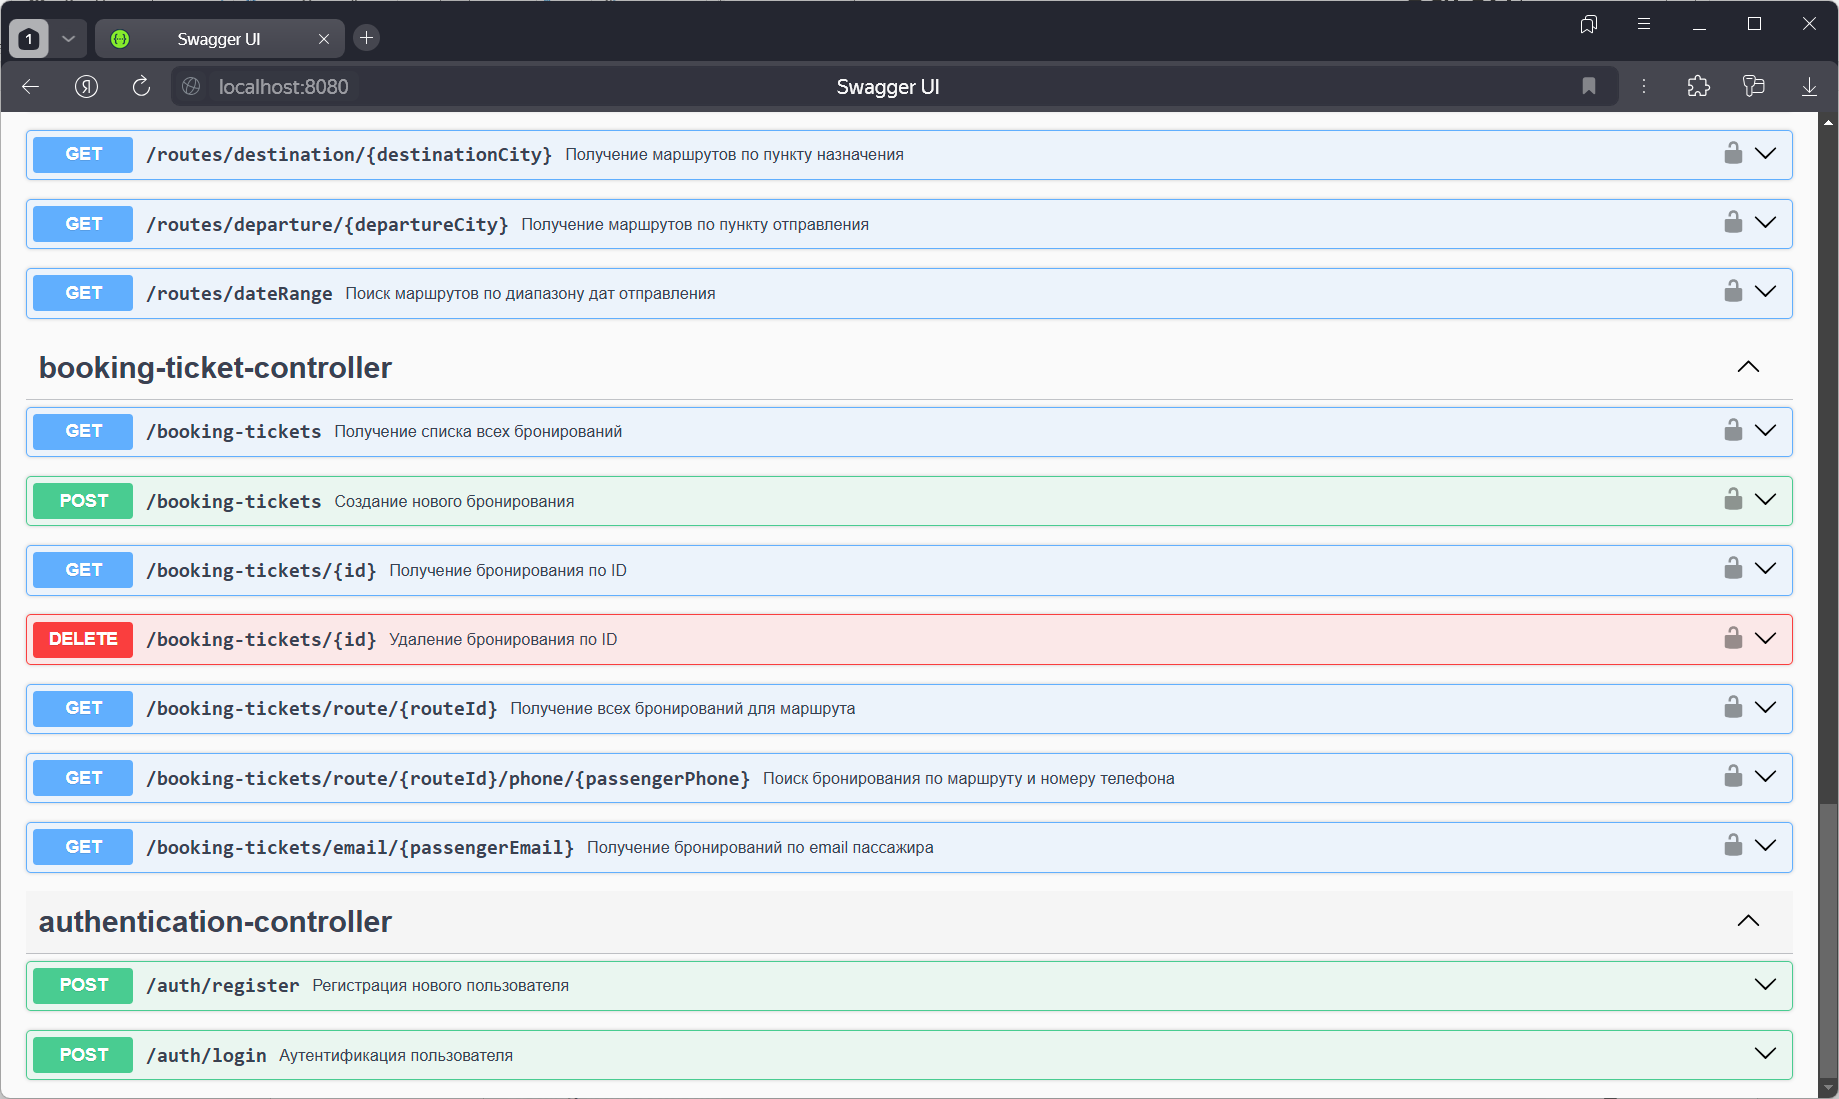 1 Swagger UI
Я localhost:8080 Swagger UI
GET /routes/destination/{destinationCity} Получение маршрутов по пункту назначения
GET /routes/departure/{departureCity} Получение маршрутов по пункту отправления
GET /routes/dateRange Поиск маршрутов по диапазону дат отправления
booking-ticket-controller
GET /booking-tickets Получение списка всех бронирований
POST /booking-tickets Создание нового бронирования
GET /booking-tickets/{id} Получение бронирования по ID
DELETE /booking-tickets/{id} Удаление бронирования по ID
GET /booking-tickets/route/{routeId} Получение всех бронирований для маршрута
GET /booking-tickets/route/{routeId}/phone/{passengerPhone} Поиск бронирования по маршруту и номеру телефона
GET /booking-tickets/email/{passengerEmail} Получение бронирований по email пассажира
authentication-controller
POST /auth/register Регистрация нового пользователя
POST /auth/login Аутентификация пользователя